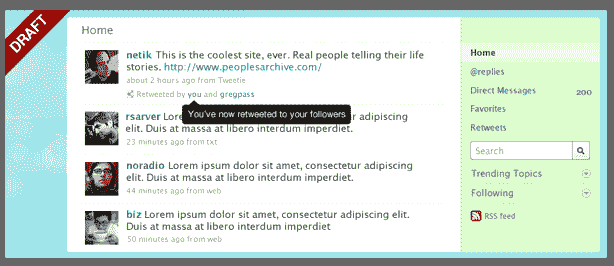 DRAFT
Home
netik This is the coolest site, ever. Real people telling their life
stories. http://www.peoplesarchive.com/
about 2 hours ago from Tweetie
Retweeted by you and gregpass
You've now retweeted to your followers
rsarver Lorem adipiscing
elit. Duis at massa at libero interdum imperdiet.
23 minutes ago from txt
noradio Lorem ipsum dolor sit amet, consectetur adipiscing
elit. Duis at massa at libero interdum imperdiet.
44 minutes ago from web
biz Lorem ipsum dolor sit amet, consectetur adipiscing elit.
Duis at massa at libero interdum imperdiet
50 minutes ago from web
Home
@replies
Direct Messages 200
Favorites
Retweets
Search
Trending Topics
Following
RSS feed